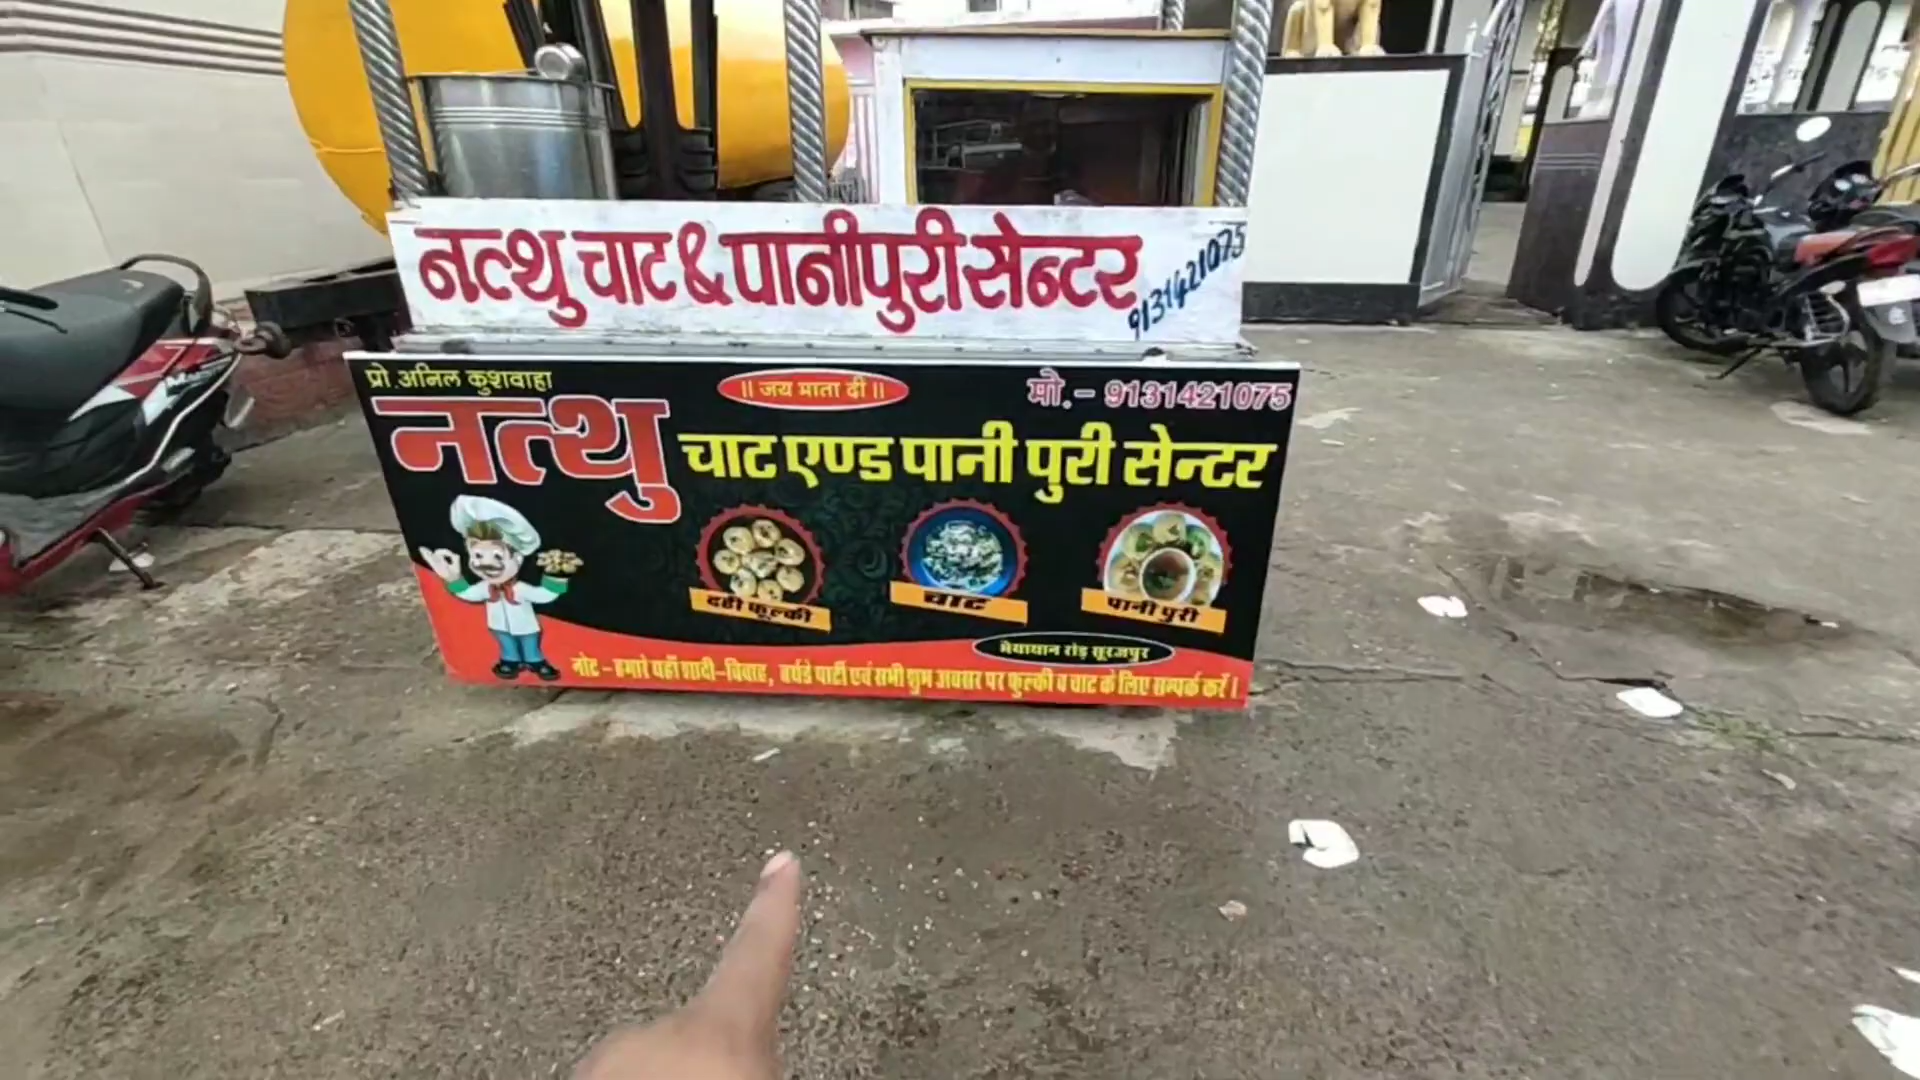 नत्थु चाट & पानीपुरी सेन्टर
9131421075
प्रो. अनिल कुशवाहा
॥ जय माता दी ॥
मो.- 9131421075
नत्थु चाट एण्ड पानी पुरी सेन्टर
दही फूल्की
चाट
पानी पुरी
भैयाथान रोड़ सूरजपुर
नोट - हमारे यहाँ शादी-विवाह, बर्थडे पार्टी एवं सभी शुभ अवसर पर फुल्की व चाट के लिए सम्पर्क करें।